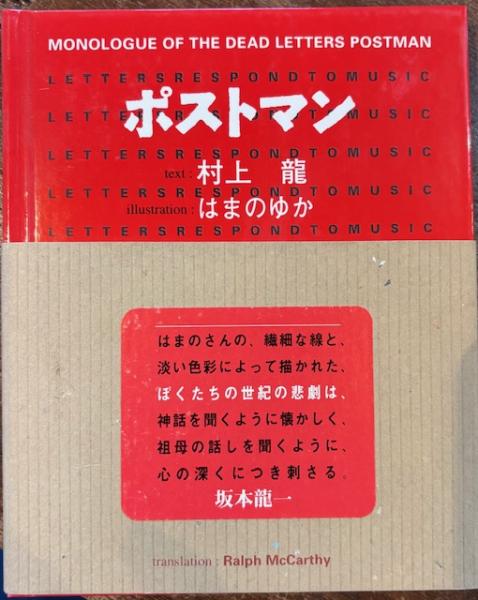 MONOLOGUE OF THE DEAD LETTERS POSTMAN
LETTERSRESPONDTOMUSIC
LETTERSRESPONDTOMUSIC
ポストマン
LETTERSRESPONDTOMUSIC
text : 村上 龍
LETTERSRESPONDTOMUSIC
illustration : はまのゆか
LETTERSRESPONDTOMUSIC
はまのさんの、繊細な線と、
淡い色彩によって描かれた、
ぼくたちの世紀の悲劇は、
神話を聞くように懐かしく、
祖母の話しを聞くように、
心の深くにつき刺さる。
坂本龍一
translation : Ralph McCarthy